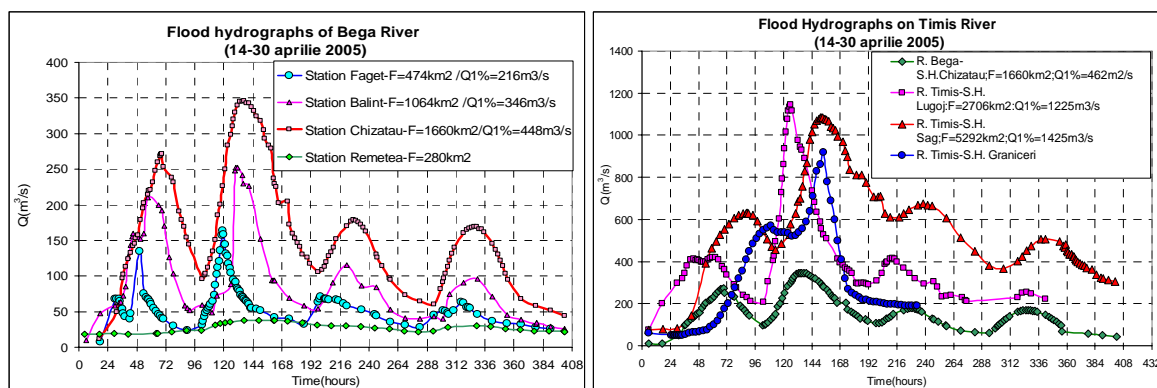 Flood hydrographs of Bega River
(14-30 aprilie 2005)
400
350
300
250
200
150
100
50
0
Q(m³/s)
Station Faget-F=474km2 /Q1%=216m3/s
Station Balint-F=1064km2 /Q1%=346m3/s
Station Chizatau-F=1660km2/Q1%=448m3/s
Station Remetea-F=280km2
0 24 48 72 96 120 144 168 192 216 240 264 288 312 336 360 384 408
Time(hours)
Flood Hydrographs on Timis River
(14-30 aprilie 2005)
1400
1200
1000
800
600
400
200
0
Q(m³/s)
R. Bega-
S.H.Chizatau;F=1660km2;Q1%=462m2/s
R. Timis-S.H.
Lugoj;F=2706km2:Q1%=1225m3/s
R. Timis-S.H.
Sag;F=5292km2;Q1%=1425m3/s
R. Timis-S.H. Graniceri
0 24 48 72 96 120 144 168 192 216 240 264 288 312 336 360 384 408 432
Time(hours)